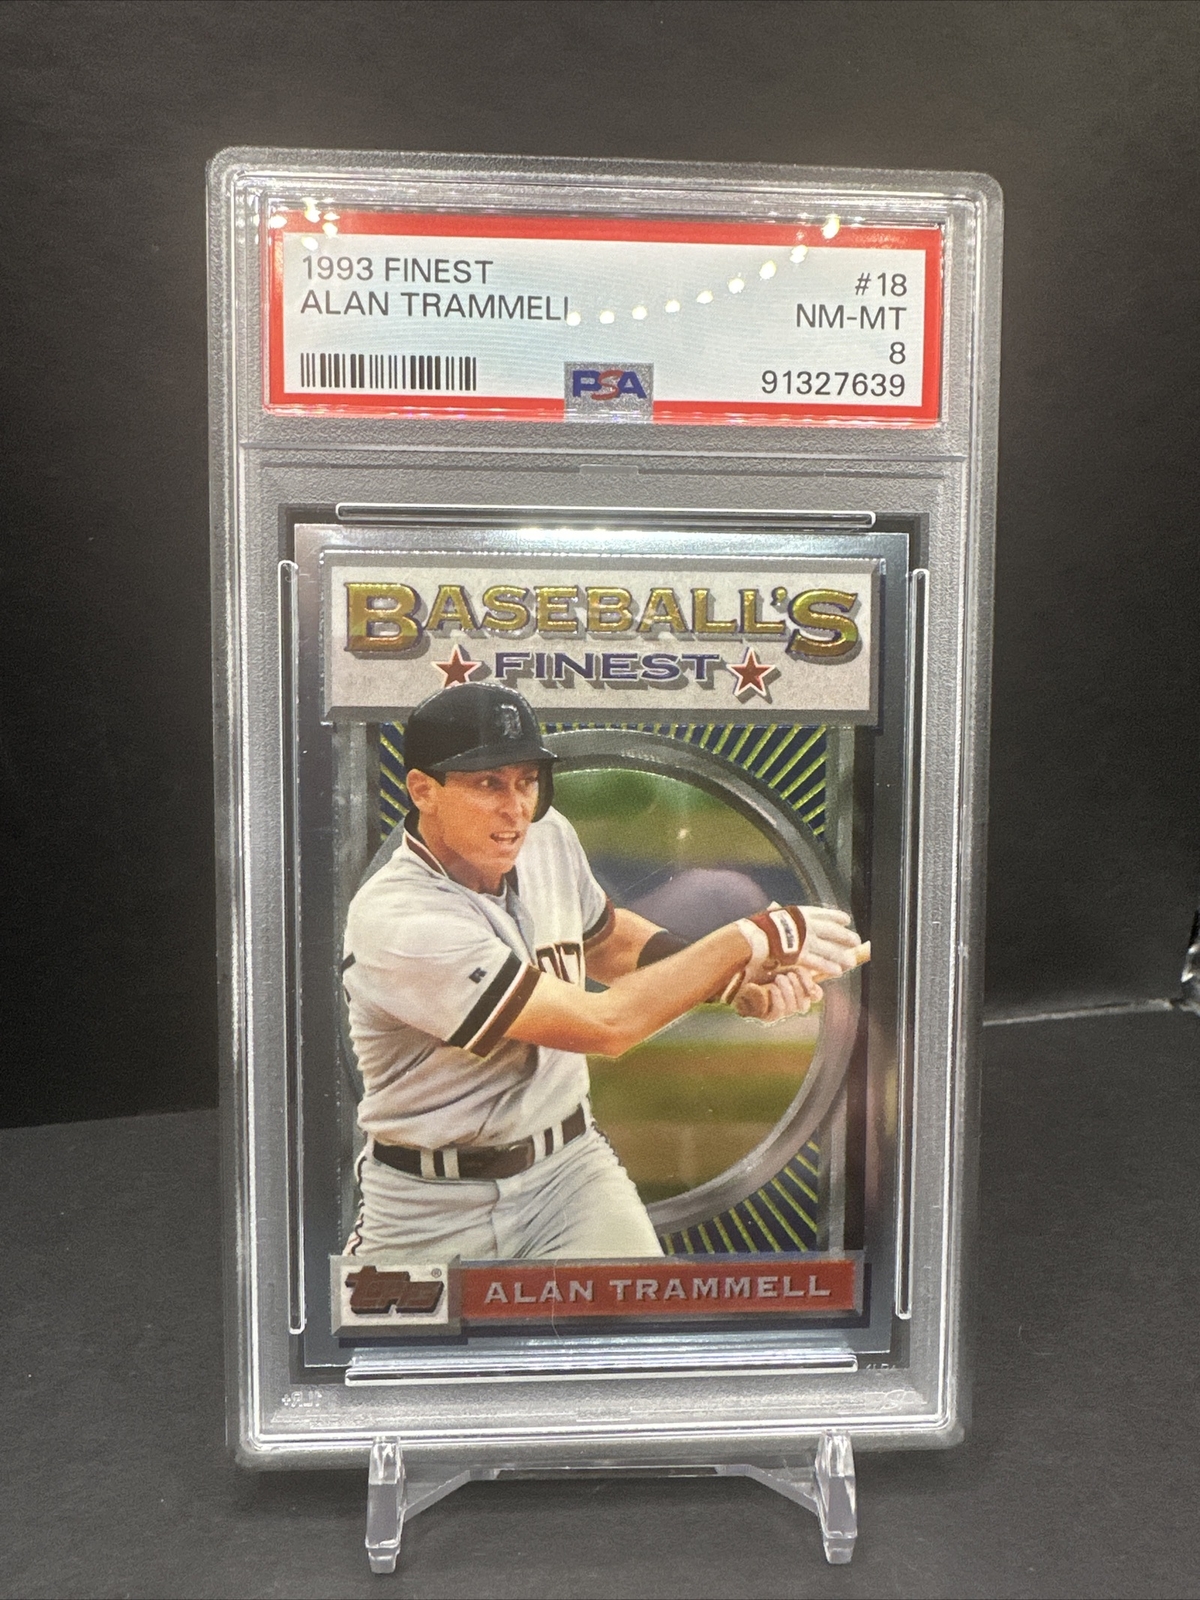 1993 FINEST
ALAN TRAMMELL
#18
NM-MT
8
PSA
91327639
BASEBALL'S
FINEST
Topps®
ALAN TRAMMELL